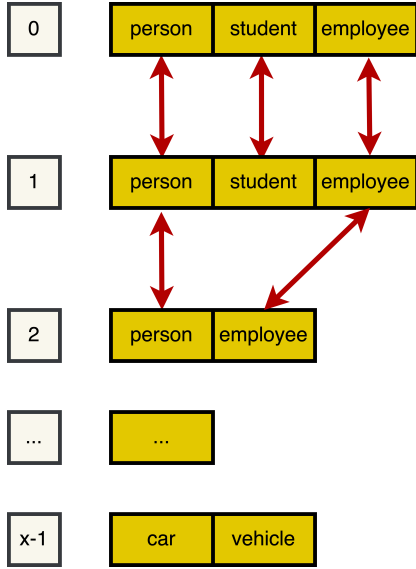 0 person student employee
1 person student employee
2 person employee
... ...
x-1 car vehicle